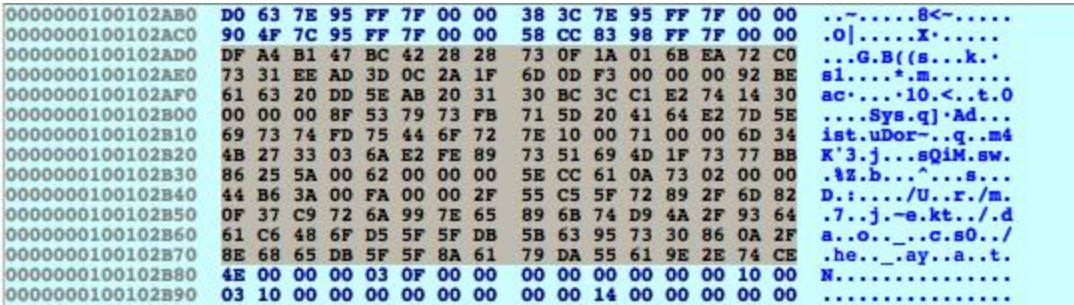 0000000100102AB0 D0 63 7E 95 FF 7F 00 00 38 3C 7E 95 FF 7F 00 00 ..~.....8<~.....
0000000100102AC0 90 4F 7C 95 FF 7F 00 00 58 CC 83 98 FF 7F 00 00 .O|.....X·.....
0000000100102AD0 DF A4 B1 47 BC 42 28 28 73 0F 1A 01 6B EA 72 C0 ...G.B((s...k.·
0000000100102AE0 73 31 EE AD 3D 0C 2A 1F 6D 0D F3 00 00 00 92 BE s1....*.m.......
0000000100102AF0 61 63 20 DD 5E AB 20 31 30 BC 3C C1 E2 74 14 30 ac·....·10.<..t.0
0000000100102B00 00 00 00 8F 53 79 73 FB 71 5D 20 41 64 E2 7D 5E ....Sys.q]·Ad...
0000000100102B10 69 73 74 FD 75 44 6F 72 7E 10 00 71 00 00 6D 34 ist.uDor~..q..m4
0000000100102B20 4B 27 33 03 6A E2 FE 89 73 51 69 4D 1F 73 77 BB K'3.j...sQiM.sw.
0000000100102B30 86 25 5A 00 62 00 00 00 5E CC 61 0A 73 02 00 00 .%Z.b...^...s...
0000000100102B40 44 B6 3A 00 FA 00 00 2F 55 C5 5F 72 89 2F 6D 82 D.:..../U..r./m.
0000000100102B50 0F 37 C9 72 6A 99 7E 65 89 6B 74 D9 4A 2F 93 64 .7..j.~e.kt../.d
0000000100102B60 61 C6 48 6F D5 5F 5F DB 5B 63 95 73 30 86 0A 2F a..o.._..c.s0../
0000000100102B70 8E 68 65 DB 5F 5F 8A 61 79 DA 55 61 9E 2E 74 CE .he.._.ay..a..t.
0000000100102B80 4E 00 00 00 03 0F 00 00 00 00 00 00 00 00 10 00 N...............
0000000100102B90 03 10 00 00 00 00 00 00 00 00 14 00 00 00 00 00 ................